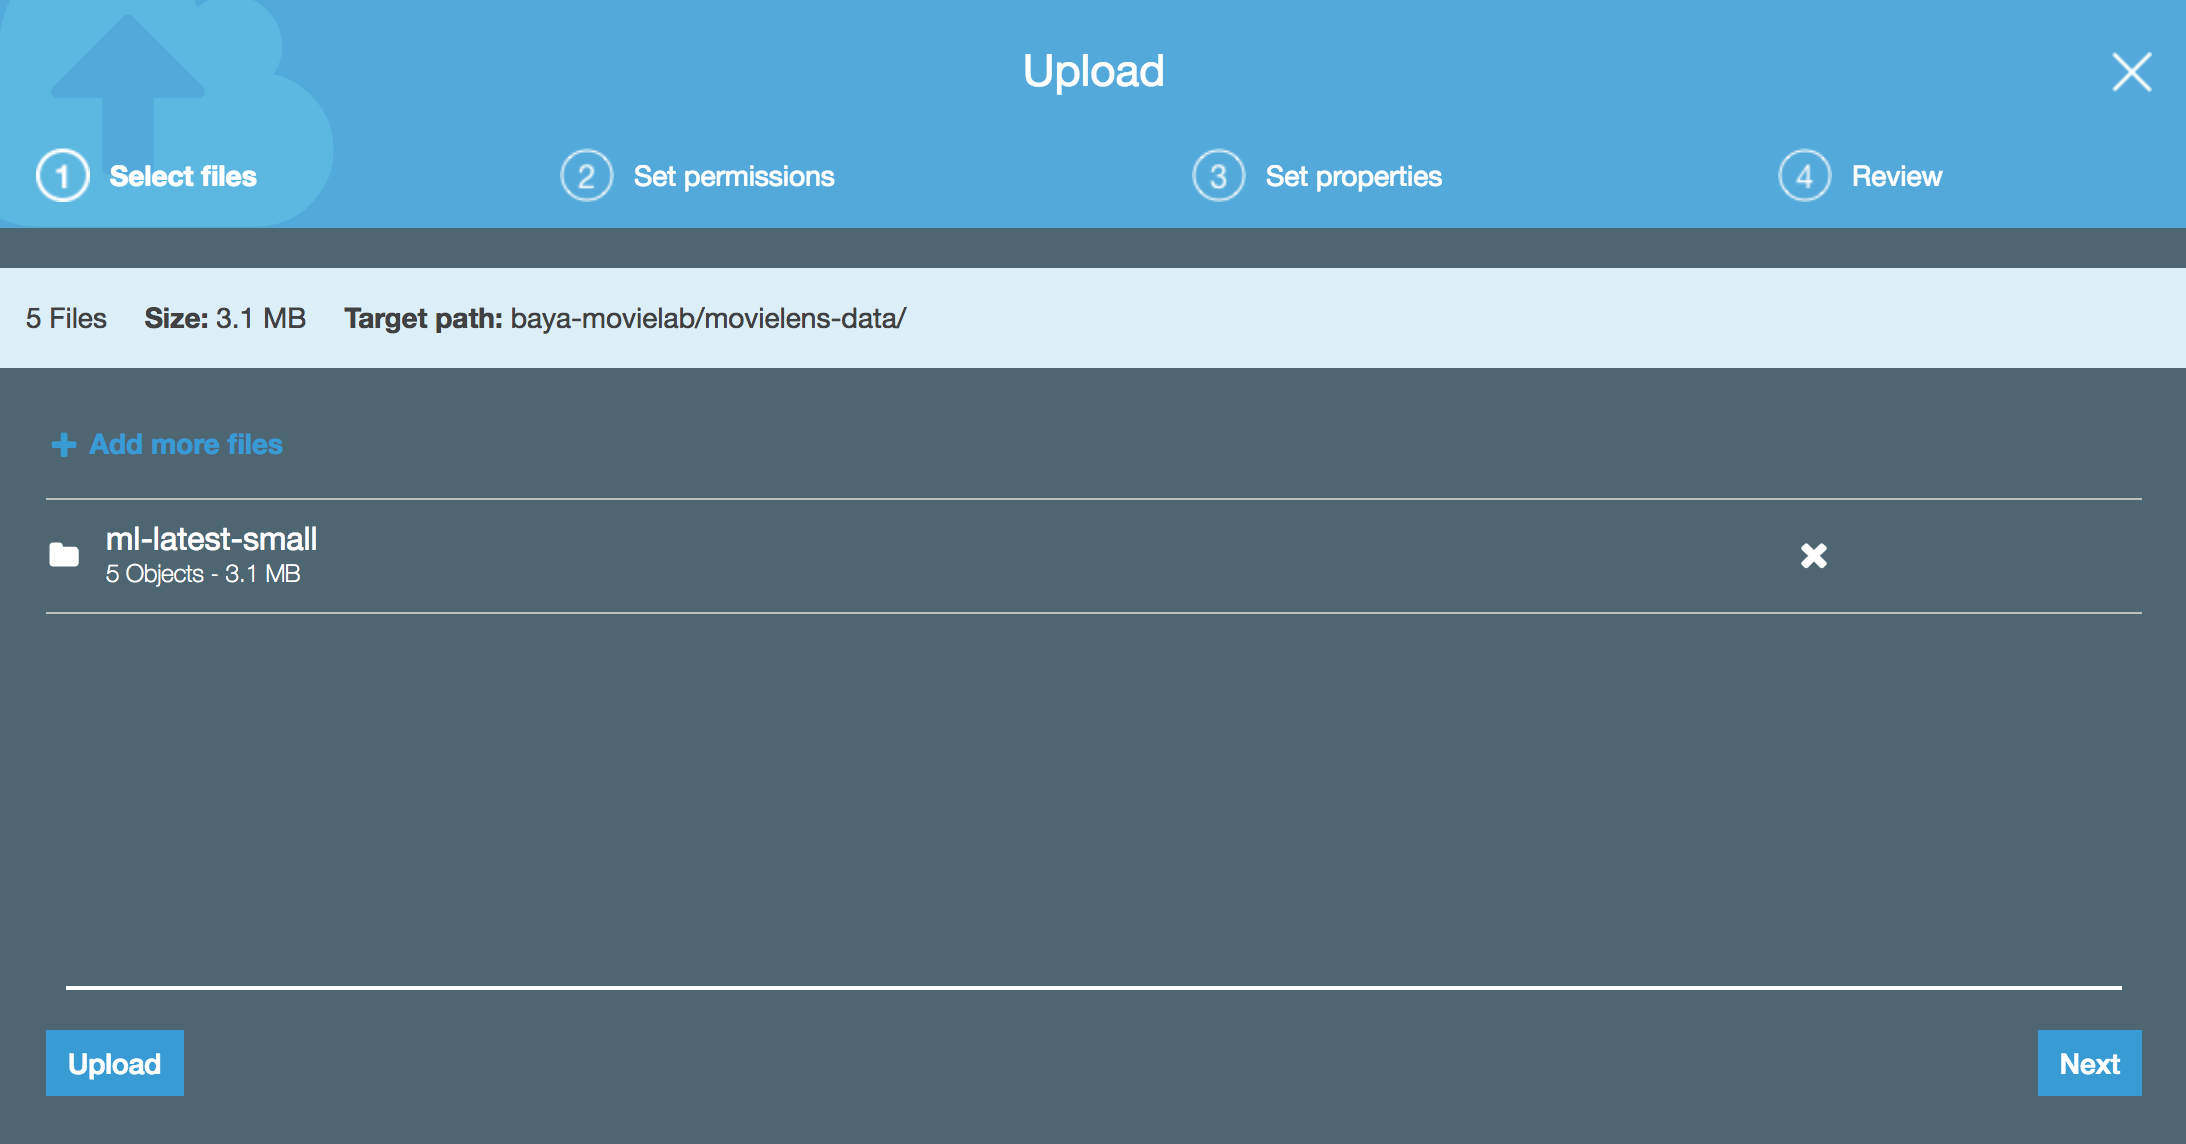 Upload
1 Select files 2 Set permissions 3 Set properties 4 Review
5 Files Size: 3.1 MB Target path: baya-movielab/movielens-data/
Add more files
ml-latest-small
5 Objects - 3.1 MB
Upload Next